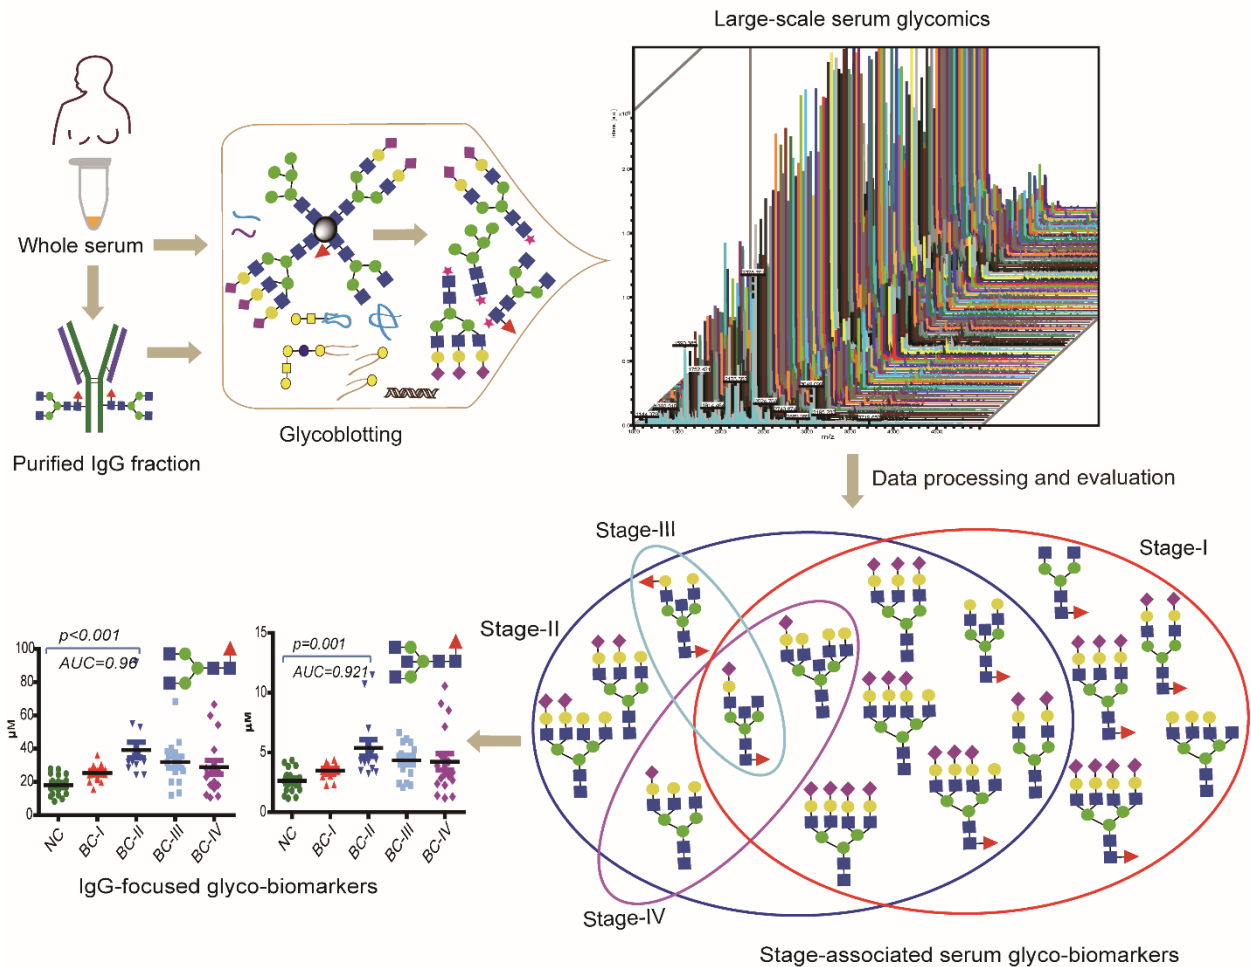 Large-scale serum glycomics
Whole serum
Purified IgG fraction
Glycoblotting
m/z
Data processing and evaluation
Stage-III
Stage-I
Stage-II
Stage-IV
Stage-associated serum glyco-biomarkers
p<0.001
AUC=0.96
100
80
60
40
20
0
µM
NC
BC-I
BC-II
BC-III
BC-IV
p=0.001
AUC=0.921
15
10
5
0
µM
NC
BC-I
BC-II
BC-III
BC-IV
IgG-focused glyco-biomarkers